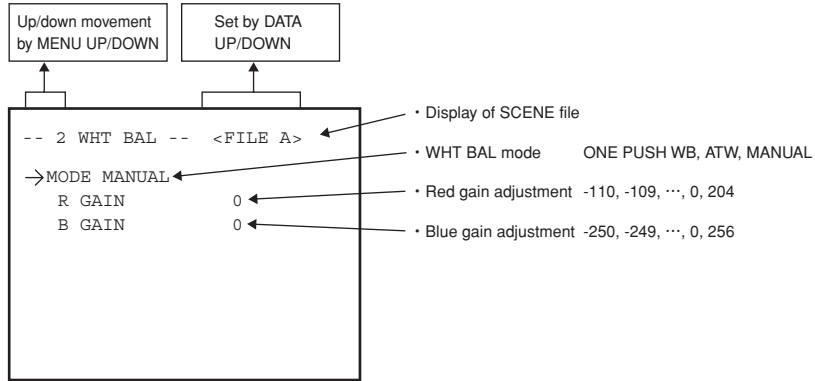 Up/down movement
by MENU UP/DOWN
Set by DATA
UP/DOWN
-- 2 WHT BAL -- <FILE A>
→MODE MANUAL
R GAIN 0
B GAIN 0
・Display of SCENE file
・WHT BAL mode ONE PUSH WB, ATW, MANUAL
・Red gain adjustment -110, -109, ···, 0, 204
・Blue gain adjustment -250, -249, ···, 0, 256